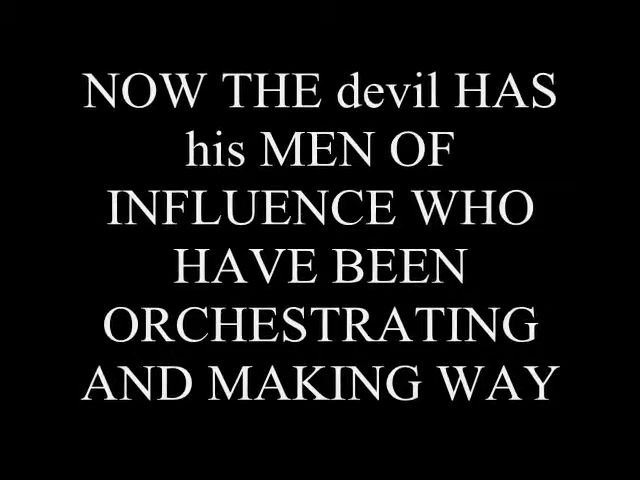 NOW THE devil HAS
his MEN OF
INFLUENCE WHO
HAVE BEEN
ORCHESTRATING
AND MAKING WAY